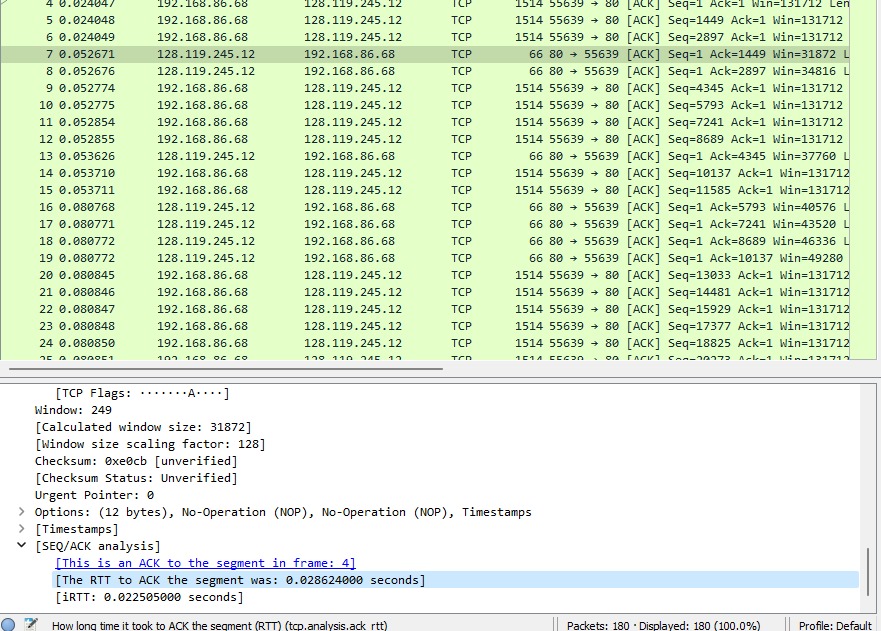 4 0.024047 192.168.86.68 128.119.245.12 TCP 1514 55639 → 80 [ACK] Seq=1 Ack=1 Win=131712 Len
5 0.024048 192.168.86.68 128.119.245.12 TCP 1514 55639 → 80 [ACK] Seq=1449 Ack=1 Win=131712
6 0.024049 192.168.86.68 128.119.245.12 TCP 1514 55639 → 80 [ACK] Seq=2897 Ack=1 Win=131712
7 0.052671 128.119.245.12 192.168.86.68 TCP 66 80 → 55639 [ACK] Seq=1 Ack=1449 Win=31872 L
8 0.052676 128.119.245.12 192.168.86.68 TCP 66 80 → 55639 [ACK] Seq=1 Ack=2897 Win=34816 L
9 0.052774 192.168.86.68 128.119.245.12 TCP 1514 55639 → 80 [ACK] Seq=4345 Ack=1 Win=131712
10 0.052775 192.168.86.68 128.119.245.12 TCP 1514 55639 → 80 [ACK] Seq=5793 Ack=1 Win=131712
11 0.052854 192.168.86.68 128.119.245.12 TCP 1514 55639 → 80 [ACK] Seq=7241 Ack=1 Win=131712
12 0.052855 192.168.86.68 128.119.245.12 TCP 1514 55639 → 80 [ACK] Seq=8689 Ack=1 Win=131712
13 0.053626 128.119.245.12 192.168.86.68 TCP 66 80 → 55639 [ACK] Seq=1 Ack=4345 Win=37760 L
14 0.053710 192.168.86.68 128.119.245.12 TCP 1514 55639 → 80 [ACK] Seq=10137 Ack=1 Win=131712
15 0.053711 192.168.86.68 128.119.245.12 TCP 1514 55639 → 80 [ACK] Seq=11585 Ack=1 Win=131712
16 0.080768 128.119.245.12 192.168.86.68 TCP 66 80 → 55639 [ACK] Seq=1 Ack=5793 Win=40576 L
17 0.080771 128.119.245.12 192.168.86.68 TCP 66 80 → 55639 [ACK] Seq=1 Ack=7241 Win=43520 L
18 0.080772 128.119.245.12 192.168.86.68 TCP 66 80 → 55639 [ACK] Seq=1 Ack=8689 Win=46336 L
19 0.080772 128.119.245.12 192.168.86.68 TCP 66 80 → 55639 [ACK] Seq=1 Ack=10137 Win=49280
20 0.080845 192.168.86.68 128.119.245.12 TCP 1514 55639 → 80 [ACK] Seq=13033 Ack=1 Win=131712
21 0.080846 192.168.86.68 128.119.245.12 TCP 1514 55639 → 80 [ACK] Seq=14481 Ack=1 Win=131712
22 0.080847 192.168.86.68 128.119.245.12 TCP 1514 55639 → 80 [ACK] Seq=15929 Ack=1 Win=131712
23 0.080848 192.168.86.68 128.119.245.12 TCP 1514 55639 → 80 [ACK] Seq=17377 Ack=1 Win=131712
24 0.080850 192.168.86.68 128.119.245.12 TCP 1514 55639 → 80 [ACK] Seq=18825 Ack=1 Win=131712
25 0.080851 192.168.86.68 128.119.245.12 TCP 1514 55639 → 80 [ACK] Seq=20273 Ack=1 Win=131712
[TCP Flags: ·······A····]
Window: 249
[Calculated window size: 31872]
[Window size scaling factor: 128]
Checksum: 0xe0cb [unverified]
[Checksum Status: Unverified]
Urgent Pointer: 0
Options: (12 bytes), No-Operation (NOP), No-Operation (NOP), Timestamps
[Timestamps]
[SEQ/ACK analysis]
[This is an ACK to the segment in frame: 4]
[The RTT to ACK the segment was: 0.028624000 seconds]
[iRTT: 0.022505000 seconds]
How long time it took to ACK the segment (RTT) (tcp.analysis.ack_rtt) Packets: 180 · Displayed: 180 (100.0%) Profile: Default